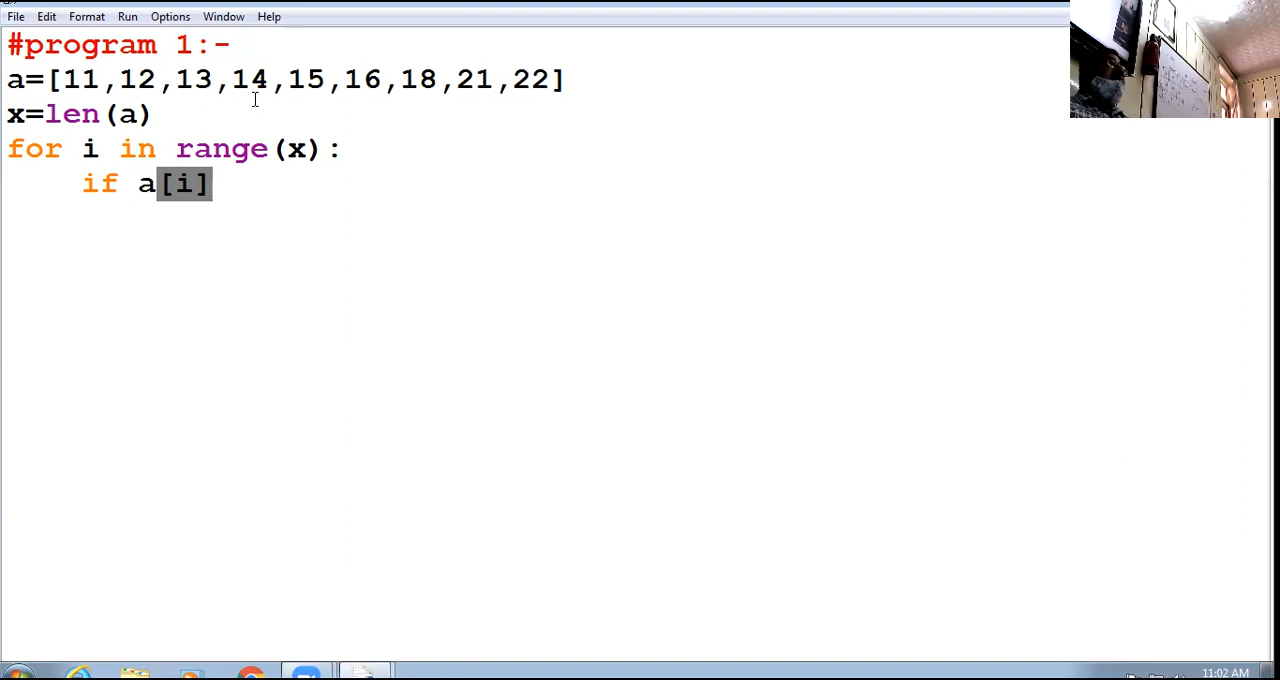 File Edit Format Run Options Window Help
#program 1:-
a=[11,12,13,14,15,16,18,21,22]
x=len(a)
for i in range(x):
    if a[i]
11:02 AM